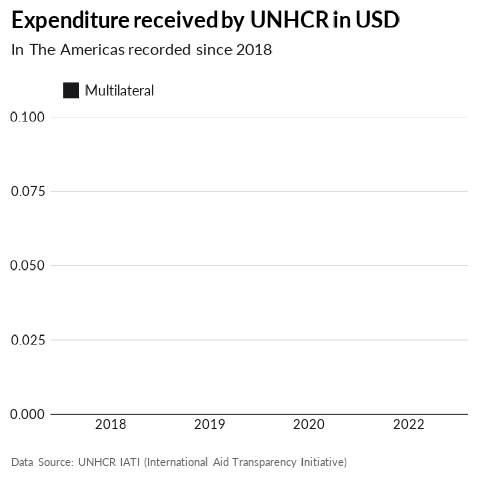 Expenditure received by UNHCR in USD
In The Americas recorded since 2018
Multilateral
0.100
0.075
0.050
0.025
0.000
2018 2019 2020 2022
Data Source: UNHCR IATI (International Aid Transparency Initiative)